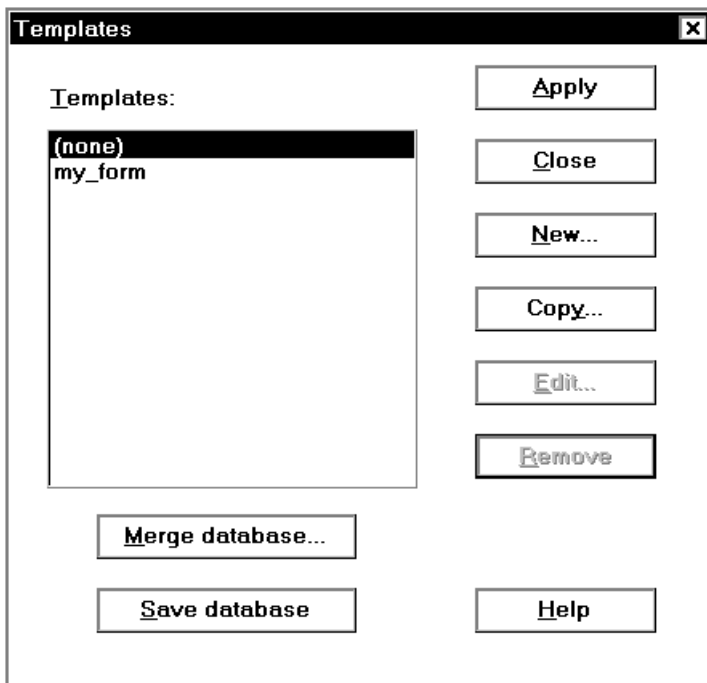 Templates
Templates:
(none)
my_form
Apply
Close
New...
Copy...
Edit...
Remove
Merge database...
Save database
Help